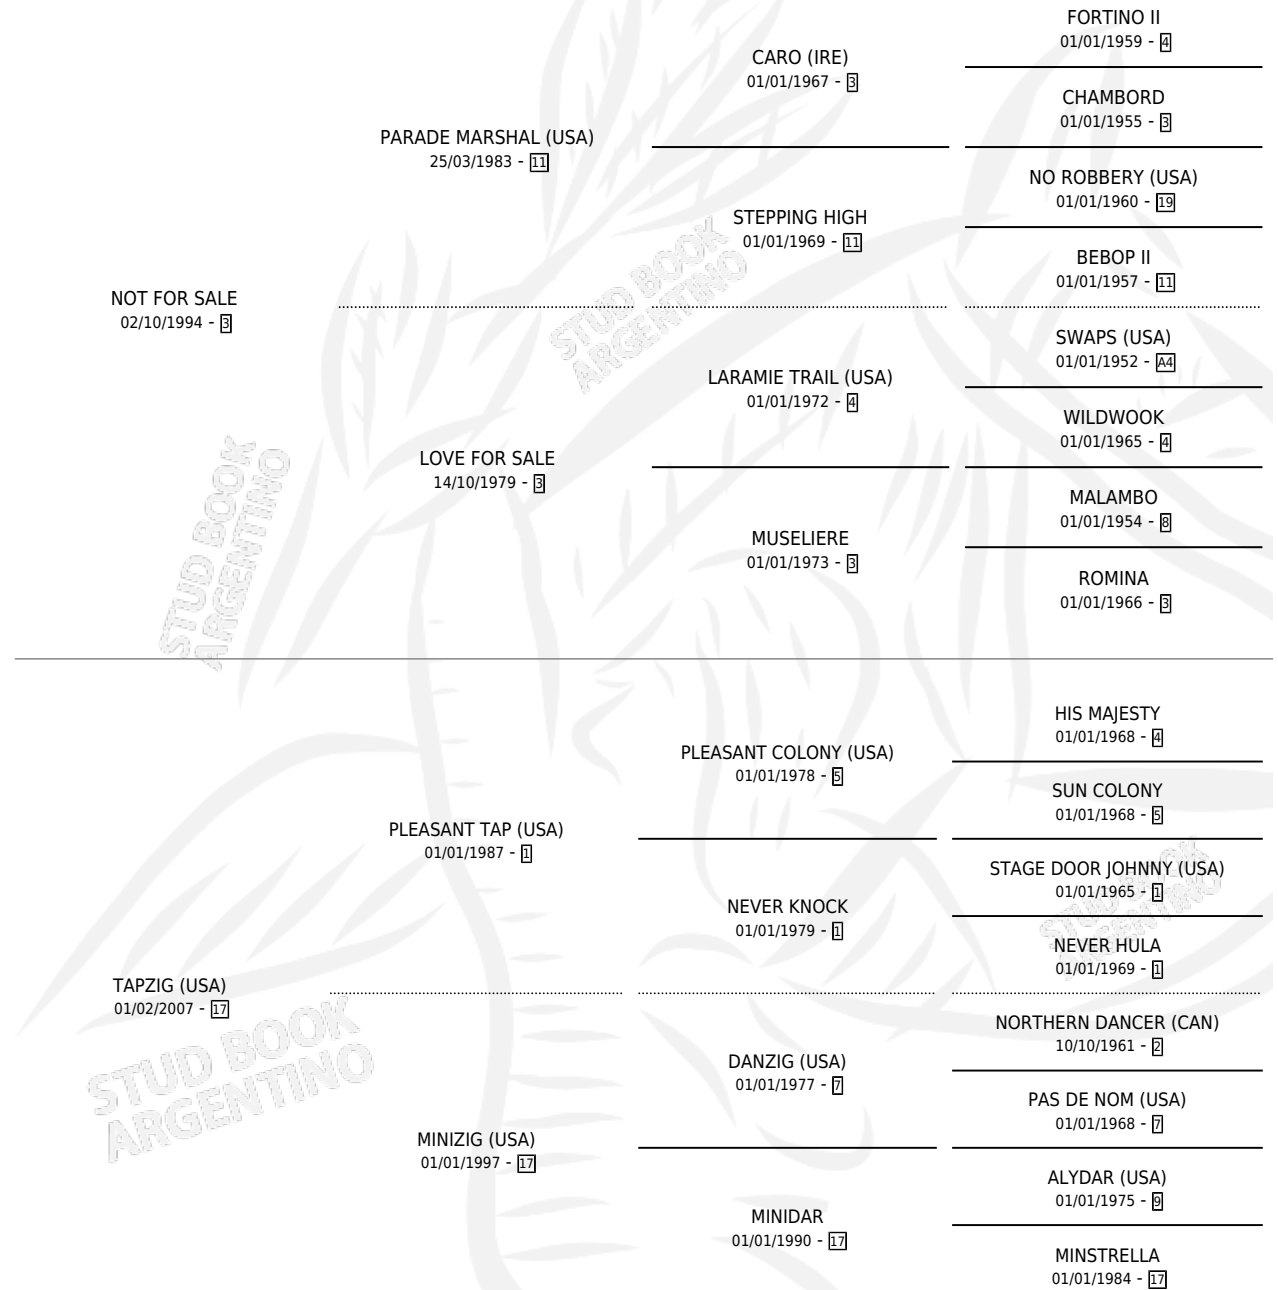 FORTINO II
01/01/1959 - 4
CARO (IRE)
01/01/1967 - 3
CHAMBORD
01/01/1955 - 3
PARADE MARSHAL (USA)
25/03/1983 - 11
NO ROBBERY (USA)
01/01/1960 - 19
STEPPING HIGH
01/01/1969 - 11
BEBOP II
01/01/1957 - 11
NOT FOR SALE
02/10/1994 - 3
SWAPS (USA)
01/01/1952 - A4
LARAMIE TRAIL (USA)
01/01/1972 - 4
WILDWOOK
01/01/1965 - 4
LOVE FOR SALE
14/10/1979 - 3
MALAMBO
01/01/1954 - 8
MUSELIERE
01/01/1973 - 3
ROMINA
01/01/1966 - 3
STUD BOOK
ARGENTINO
STUD BOOK
ARGENTINO
HIS MAJESTY
01/01/1968 - 4
PLEASANT COLONY (USA)
01/01/1978 - 5
SUN COLONY
01/01/1968 - 5
PLEASANT TAP (USA)
01/01/1987 - 1
STAGE DOOR JOHNNY (USA)
01/01/1965 - 1
NEVER KNOCK
01/01/1979 - 1
NEVER HULA
01/01/1969 - 1
TAPZIG (USA)
01/02/2007 - 17
NORTHERN DANCER (CAN)
10/10/1961 - 2
DANZIG (USA)
01/01/1977 - 7
PAS DE NOM (USA)
01/01/1968 - 7
MINIZIG (USA)
01/01/1997 - 17
ALYDAR (USA)
01/01/1975 - 9
MINIDAR
01/01/1990 - 17
MINSTRELLA
01/01/1984 - 17
STUD BOOK
ARGENTINO
STUD BOOK
ARGENTINO